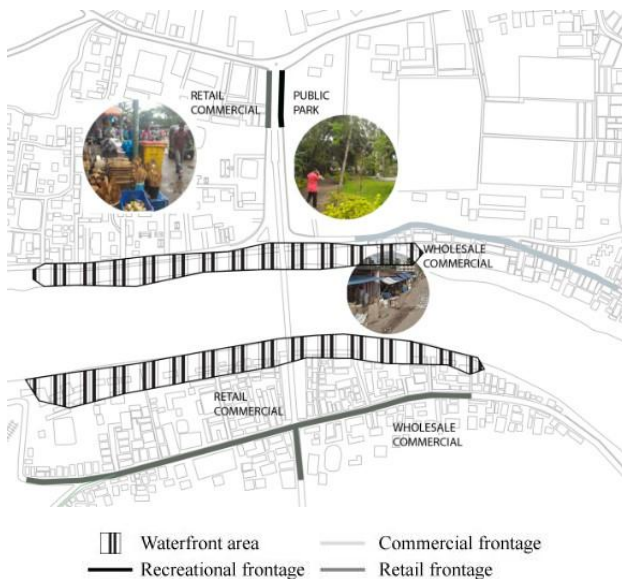 RETAIL
COMMERCIAL
PUBLIC
PARK
WHOLESALE
COMMERCIAL
RETAIL
COMMERCIAL
WHOLESALE
COMMERCIAL
Waterfront area
Commercial frontage
Recreational frontage
Retail frontage